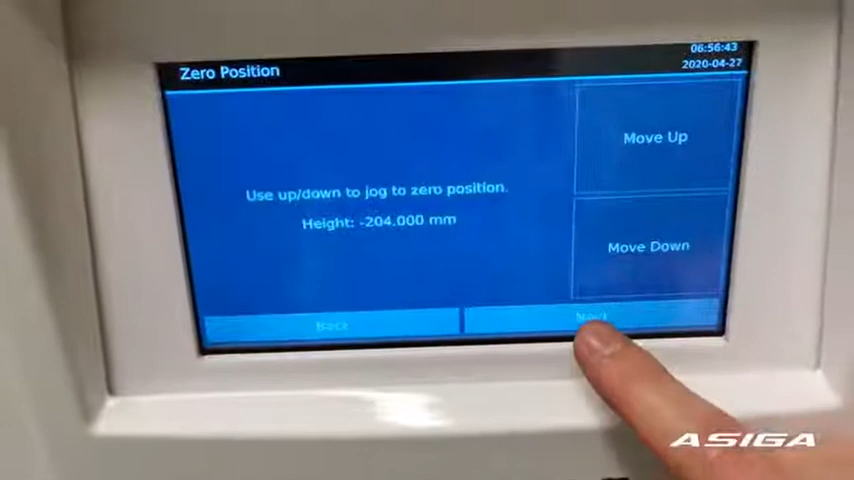 Zero Position
06:56:43
2020-04-27
Move Up
Use up/down to jog to zero position.
Height: -204.000 mm
Move Down
Back
Next
ASIGA